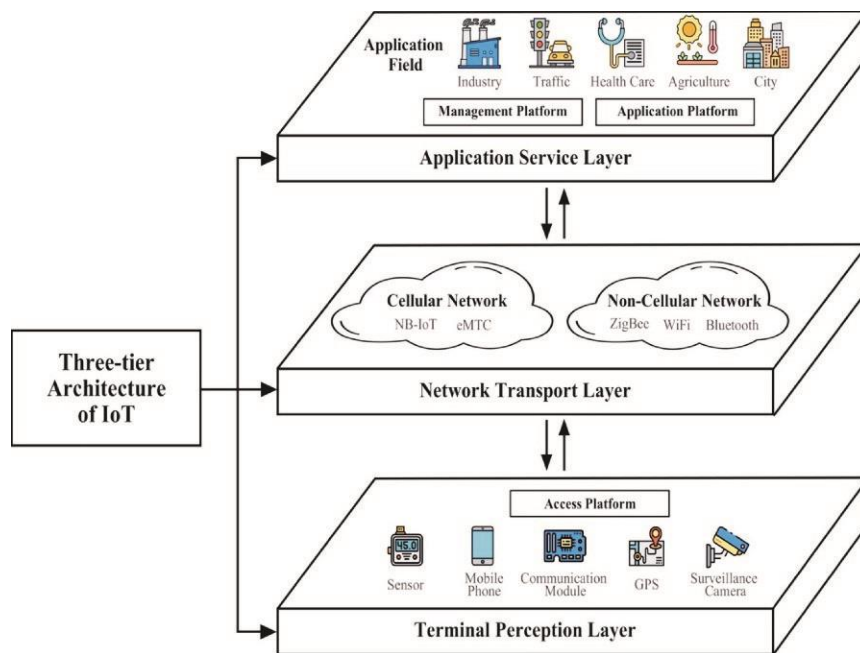 Application
Field
Industry Traffic Health Care Agriculture City
Management Platform Application Platform
Application Service Layer
Cellular Network
NB-IoT eMTC
Non-Cellular Network
ZigBee WiFi Bluetooth
Three-tier
Architecture
of IoT
Network Transport Layer
Access Platform
45.0
Sensor
Mobile
Phone
Communication
Module
GPS
Surveillance
Camera
Terminal Perception Layer